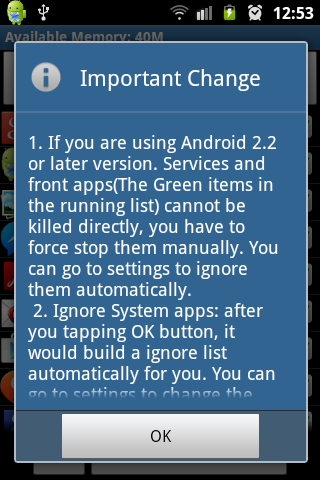 12:53
Available Memory: 40M
Important Change
1. If you are using Android 2.2
or later version. Services and
front apps(The Green items in
the running list) cannot be
killed directly, you have to
force stop them manually. You
can go to settings to ignore
them automatically.
2. Ignore System apps: after
you tapping OK button, it
would build a ignore list
automatically for you. You can
go to settings to change the
OK